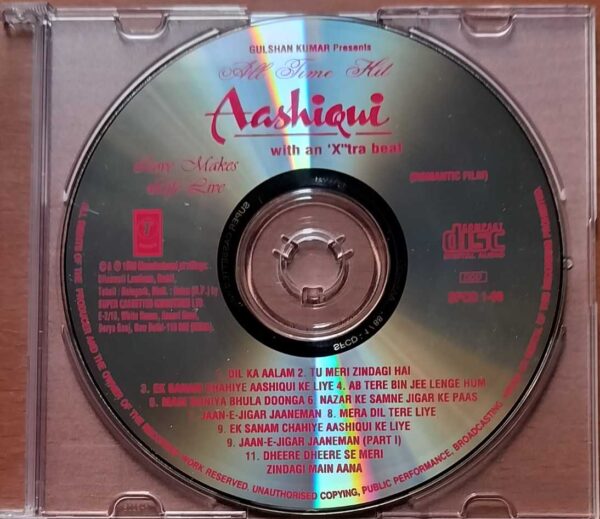 GULSHAN KUMAR Presents
All Time Hit
Aashiqui
with an 'X'tra beat
Love Makes
Life Live
(ROMANTIC FILM)
COMPACT
disc
DIGITAL AUDIO
SUPER CASSETTES INDUSTRIES LTD.
SFCD 1-
1. DIL KA AALAM 2. TU MERI ZINDAGI HAI
3. EK SANAM CHAHIYE AASHIQUI KE LIYE 4. AB TERE BIN JEE LENGE HUM
5. MAIN DUNIYA BHULA DOONGA 6. NAZAR KE SAMNE JIGAR KE PAAS
JAAN-E-JIGAR JAANEMAN 8. MERA DIL TERE LIYE
9. EK SANAM CHAHIYE AASHIQUI KE LIYE
9. JAAN-E-JIGAR JAANEMAN (PART I)
11. DHEERE DHEERE SE MERI
ZINDAGI MAIN AANA
ALL RIGHTS OF THE PRODUCER AND THE OWNER OF THE RECORDED WORK RESERVED. UNAUTHORISED COPYING, PUBLIC PERFORMANCE, BROADCASTING